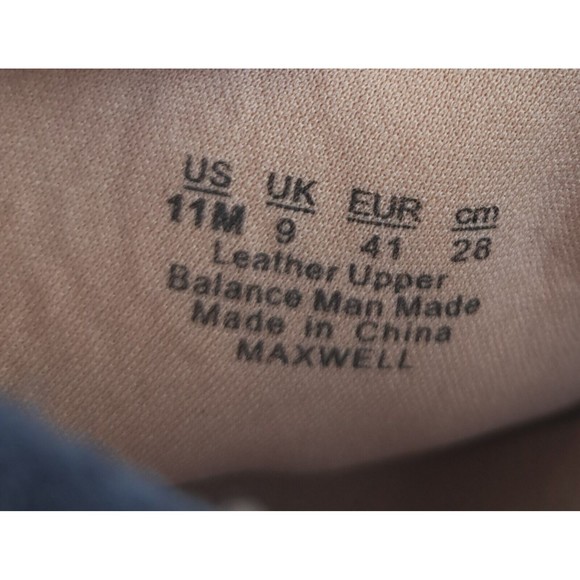 US UK EUR cm
11M 9 41 28
Leather Upper
Balance Man Made
Made in China
MAXWELL